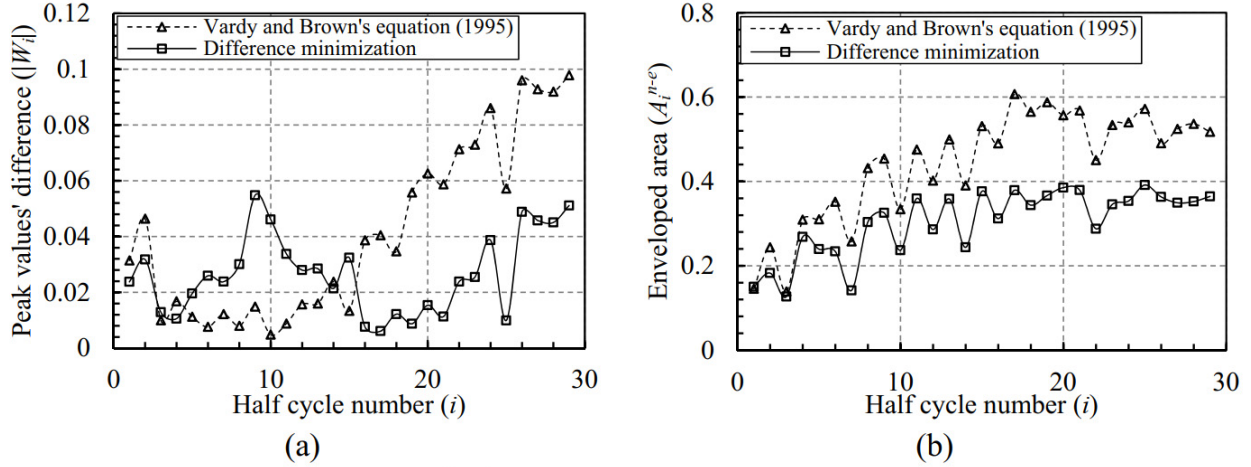 (a)
Vardy and Brown's equation (1995)
Difference minimization
Peak values' difference (|Wᵢ|)
0.12
0.1
0.08
0.06
0.04
0.02
0
0 10 20 30
Half cycle number (i)
(a)
(b)
Vardy and Brown's equation (1995)
Difference minimization
Enveloped area (Aᵢⁿ⁻ᵉ)
0.8
0.6
0.4
0.2
0
0 10 20 30
Half cycle number (i)
(b)